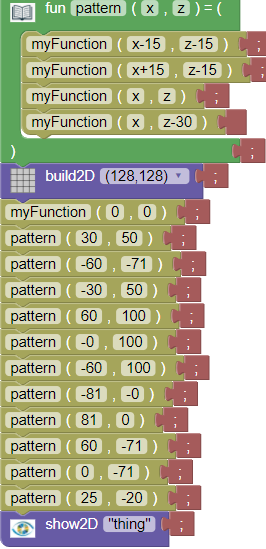 fun pattern ( x , z ) = (
myFunction ( x-15 , z-15 ) ;
myFunction ( x+15 , z-15 ) ;
myFunction ( x , z ) ;
myFunction ( x , z-30 ) ;
) ;
build2D (128,128) ;
myFunction ( 0 , 0 ) ;
pattern ( 30 , 50 ) ;
pattern ( -60 , -71 ) ;
pattern ( -30 , 50 ) ;
pattern ( 60 , 100 ) ;
pattern ( -0 , 100 ) ;
pattern ( -60 , 100 ) ;
pattern ( -81 , -0 ) ;
pattern ( 81 , 0 ) ;
pattern ( 60 , -71 ) ;
pattern ( 0 , -71 ) ;
pattern ( 25 , -20 ) ;
show2D "thing" ;